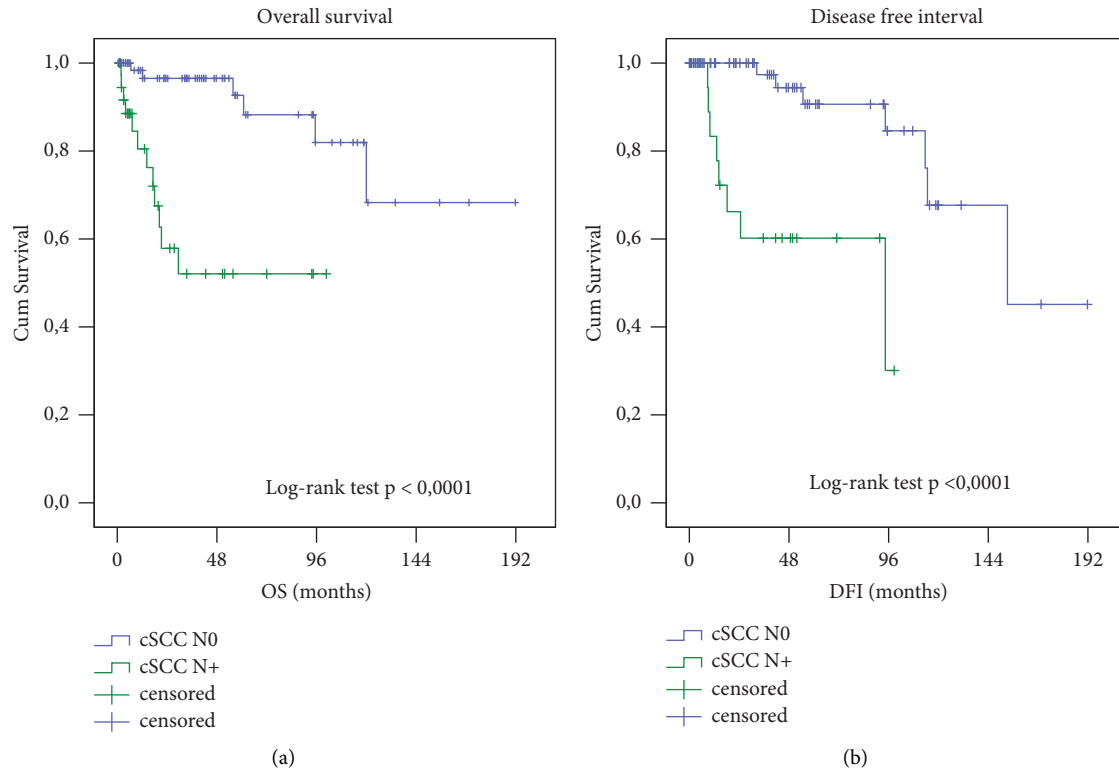 Overall survival
1,0
0,8
0,6
0,4
0,2
0,0
Cum Survival
Log-rank test p < 0,0001
0 48 96 144 192
OS (months)
cSCC N0
cSCC N+
censored
censored
(a)
Disease free interval
1,0
0,8
0,6
0,4
0,2
0,0
Cum Survival
Log-rank test p <0,0001
0 48 96 144 192
DFI (months)
cSCC N0
cSCC N+
censored
censored
(b)